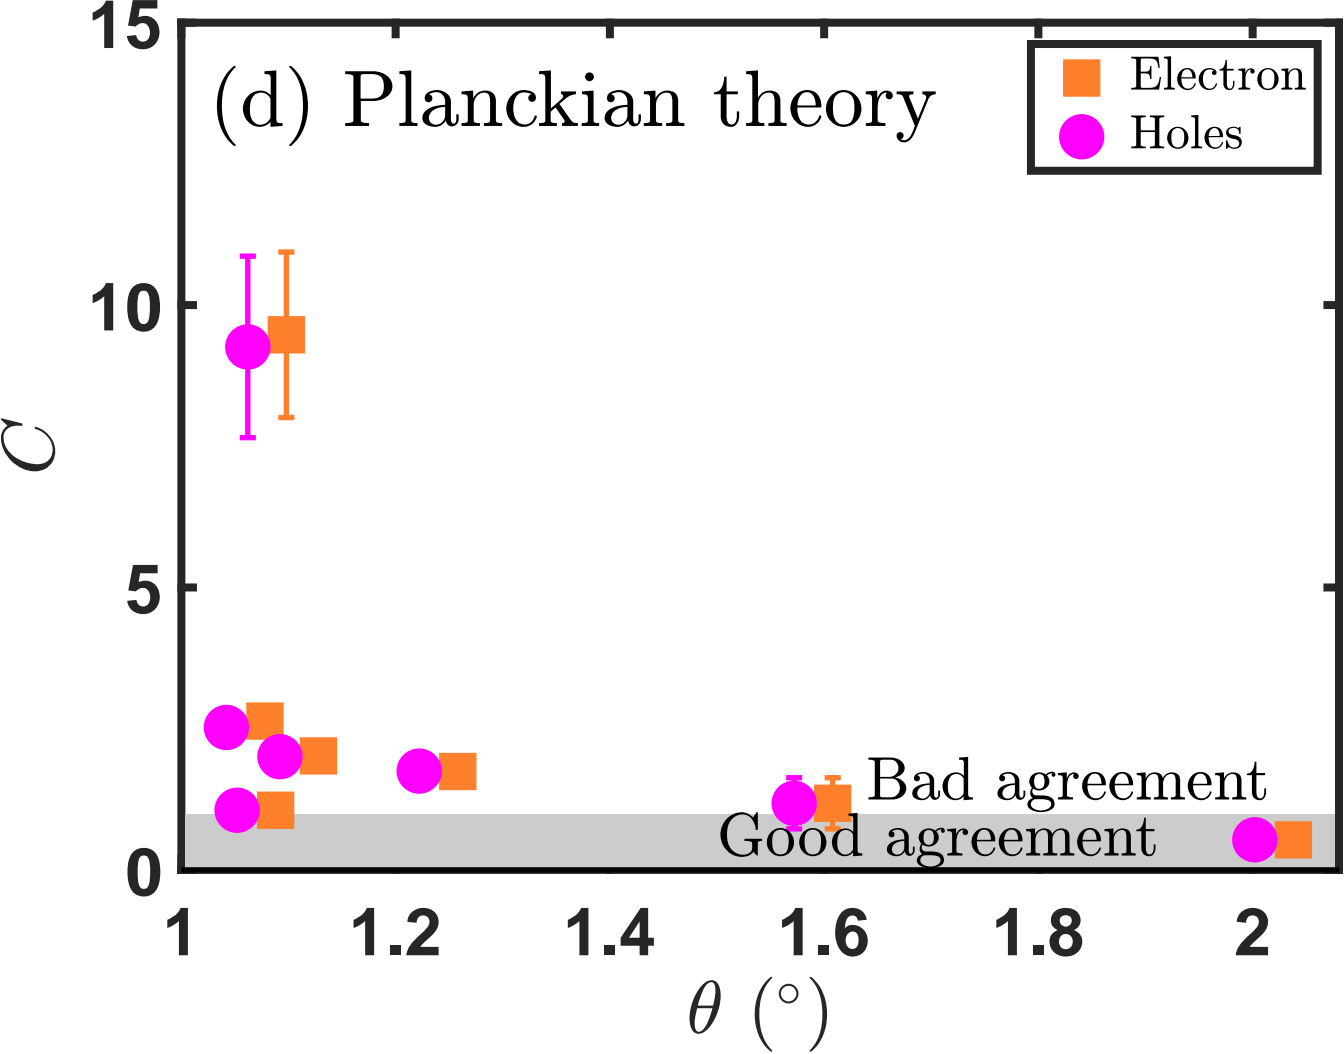 15
(d) Planckian theory
Electron
Holes
10
C
5
Bad agreement
Good agreement
0
1 1.2 1.4 1.6 1.8 2
θ (°)